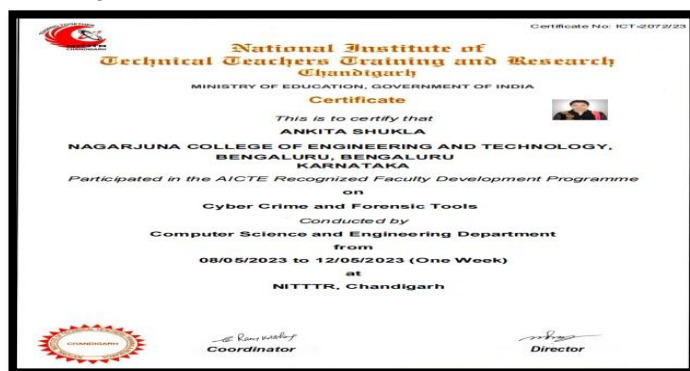 Certificate No: ICT-2072/23
National Institute of
Technical Teachers Training and Research
Chandigarh
MINISTRY OF EDUCATION, GOVERNMENT OF INDIA
Certificate
This is to certify that
ANKITA SHUKLA
NAGARJUNA COLLEGE OF ENGINEERING AND TECHNOLOGY,
BENGALURU, BENGALURU
KARNATAKA
Participated in the AICTE Recognized Faculty Development Programme
on
Cyber Crime and Forensic Tools
Conducted by
Computer Science and Engineering Department
from
08/05/2023 to 12/05/2023 (One Week)
at
NITTTR, Chandigarh
CHANDIGARH
Coordinator
Director